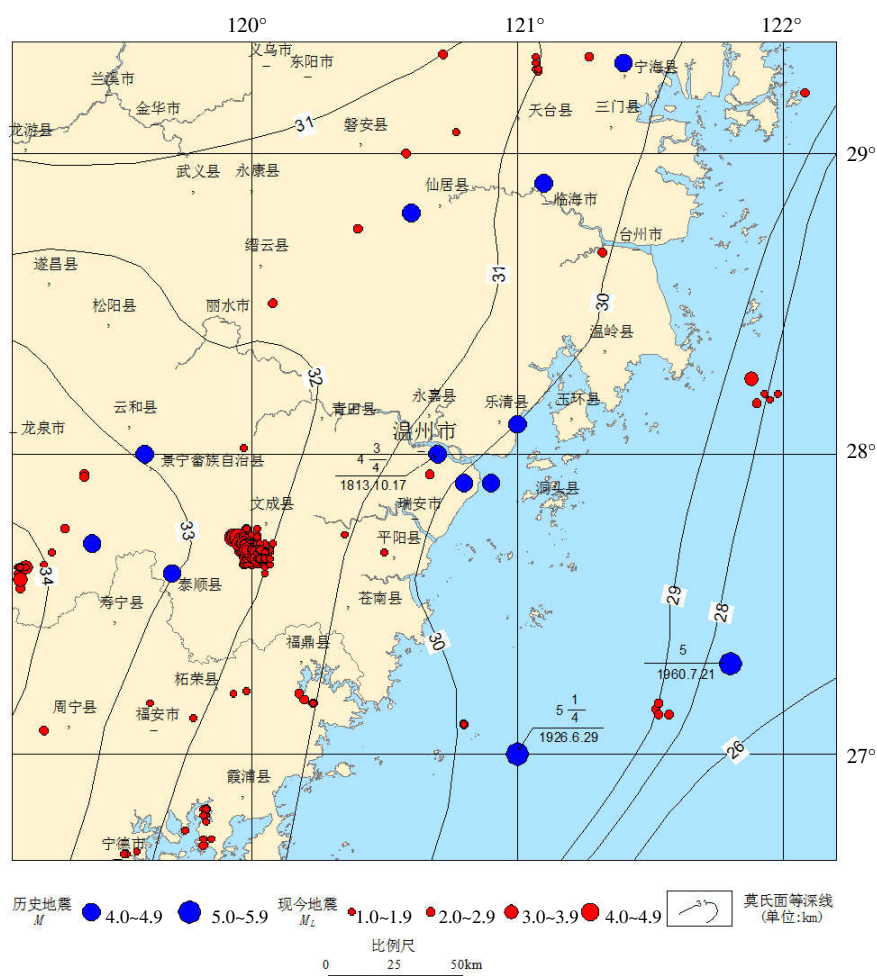 120° 121° 122°
义乌市
东阳市
宁海县
兰溪市
金华市
天台县
三门县
龙游县
31
磐安县
29°
武义县 永康县
仙居县
临海市
台州市
缙云县
遂昌县
31
松阳县 丽水市
30
温岭县
32
云和县
青田县 永嘉县 乐清县 玉环县
龙泉市
温州市
4 3/4
1813.10.17
28°
景宁畲族自治县
洞头县
文成县
瑞安市
33
平阳县
34
泰顺县
寿宁县
苍南县
29
28
福鼎县
30
5
1960.7.21
柘荣县
周宁县
福安市
5 1/4
1926.6.29
26
27°
霞浦县
宁德市
历史地震 M 4.0~4.9 5.0~5.9 现今地震 ML 1.0~1.9 2.0~2.9 3.0~3.9 4.0~4.9 31 莫氏面等深线
(单位:km)
比例尺
0 25 50km